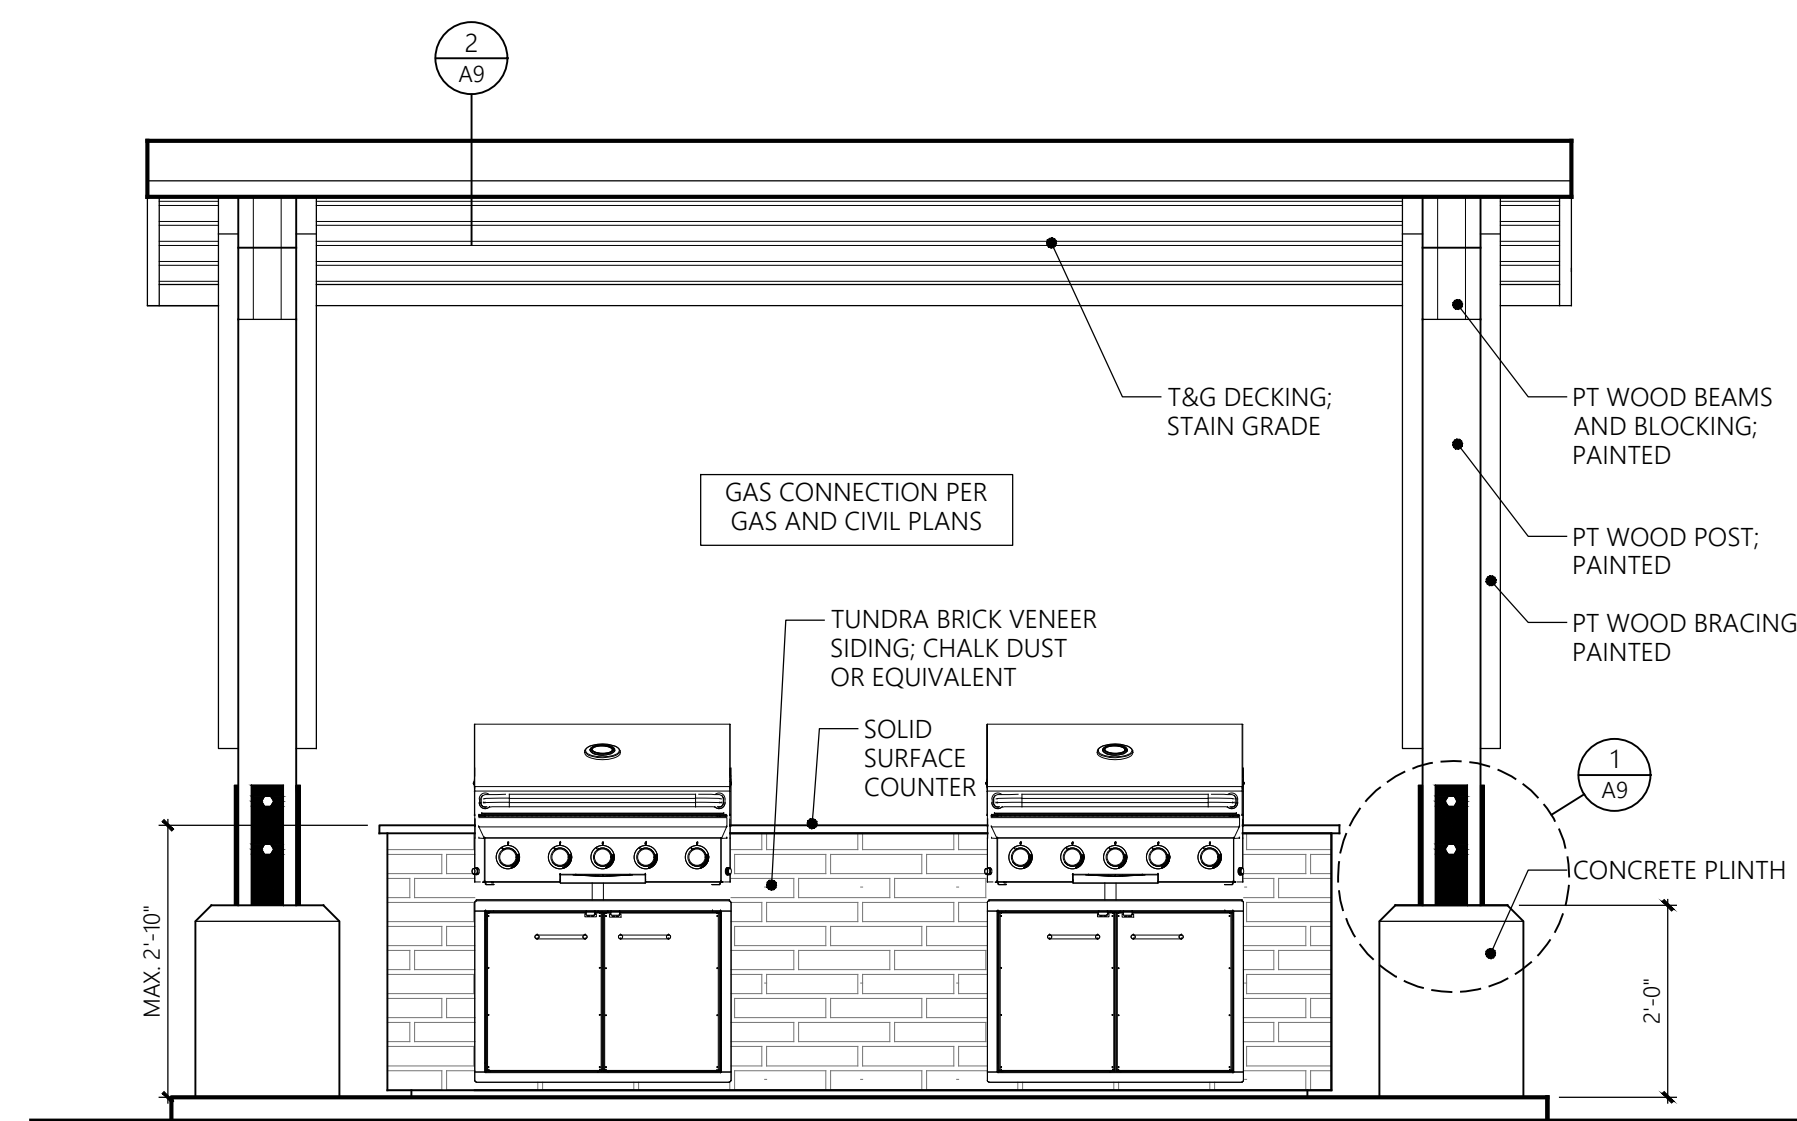 2
A9
T&G DECKING;
STAIN GRADE
PT WOOD BEAMS
AND BLOCKING;
PAINTED
GAS CONNECTION PER
GAS AND CIVIL PLANS
PT WOOD POST;
PAINTED
TUNDRA BRICK VENEER
SIDING; CHALK DUST
OR EQUIVALENT
PT WOOD BRACING
PAINTED
SOLID
SURFACE
COUNTER
1
A9
CONCRETE PLINTH
MAX. 2'-10"
2'-0"